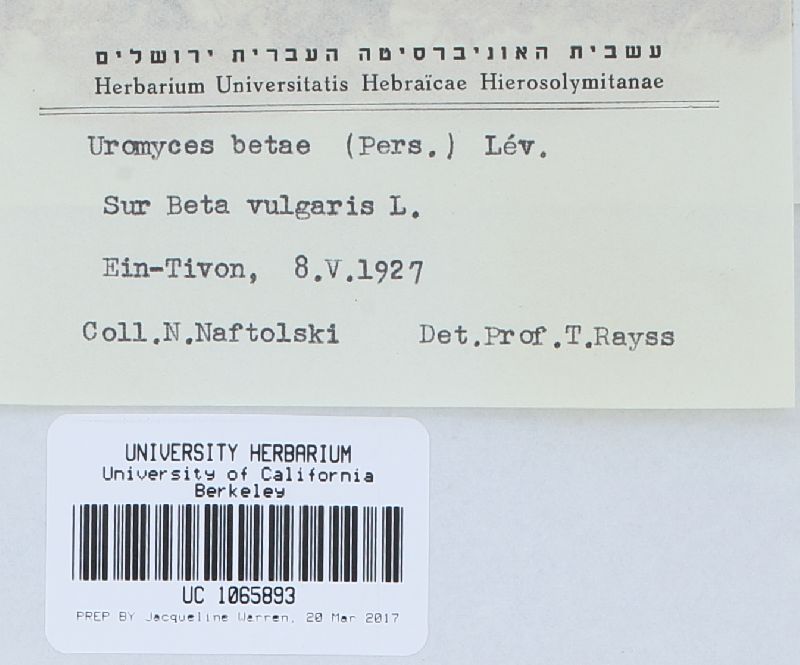 עשבית האוניברסיטה העברית ירושלים
Herbarium Universitatis Hebraïcae Hierosolymitanae
Uromyces betae (Pers.) Lév.
Sur Beta vulgaris L.
Ein-Tivon, 8.V.1927
Coll.N.Naftolski Det.Prof.T.Rayss
UNIVERSITY HERBARIUM
University of California
Berkeley
UC 1065893
PREP BY Jacqueline Warren, 20 Mar 2017